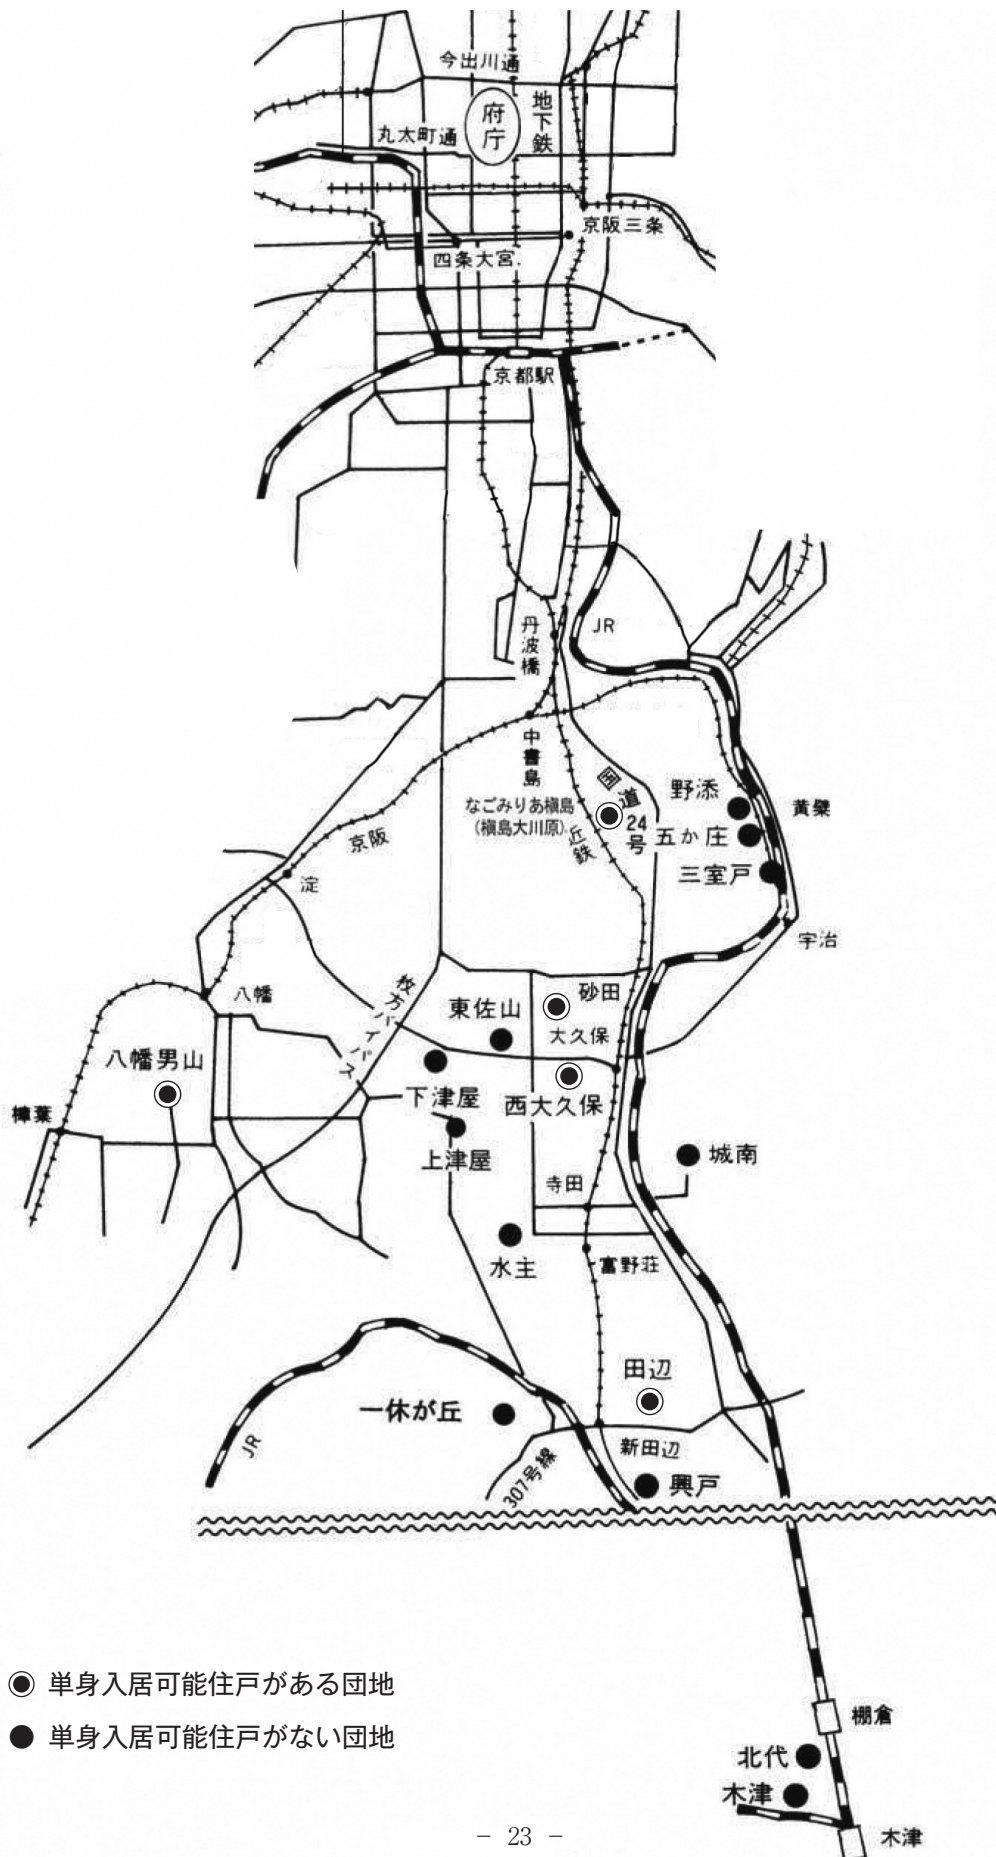 今出川通
府庁
地下鉄
丸太町通
京阪三条
四条大宮
京都駅
丹波橋
JR
中書島
国道24号
なごみりあ槇島
(槇島大川原)
近鉄
野添
黄檗
五か庄
三室戸
京阪
淀
宇治
八幡
枚方バイパス
砂田
東佐山
大久保
八幡男山
下津屋
西大久保
樟葉
上津屋
城南
寺田
水主
富野荘
田辺
一休が丘
JR
新田辺
307号線
興戸
◉ 単身入居可能住戸がある団地
● 単身入居可能住戸がない団地
棚倉
北代
木津
木津
- 23 -